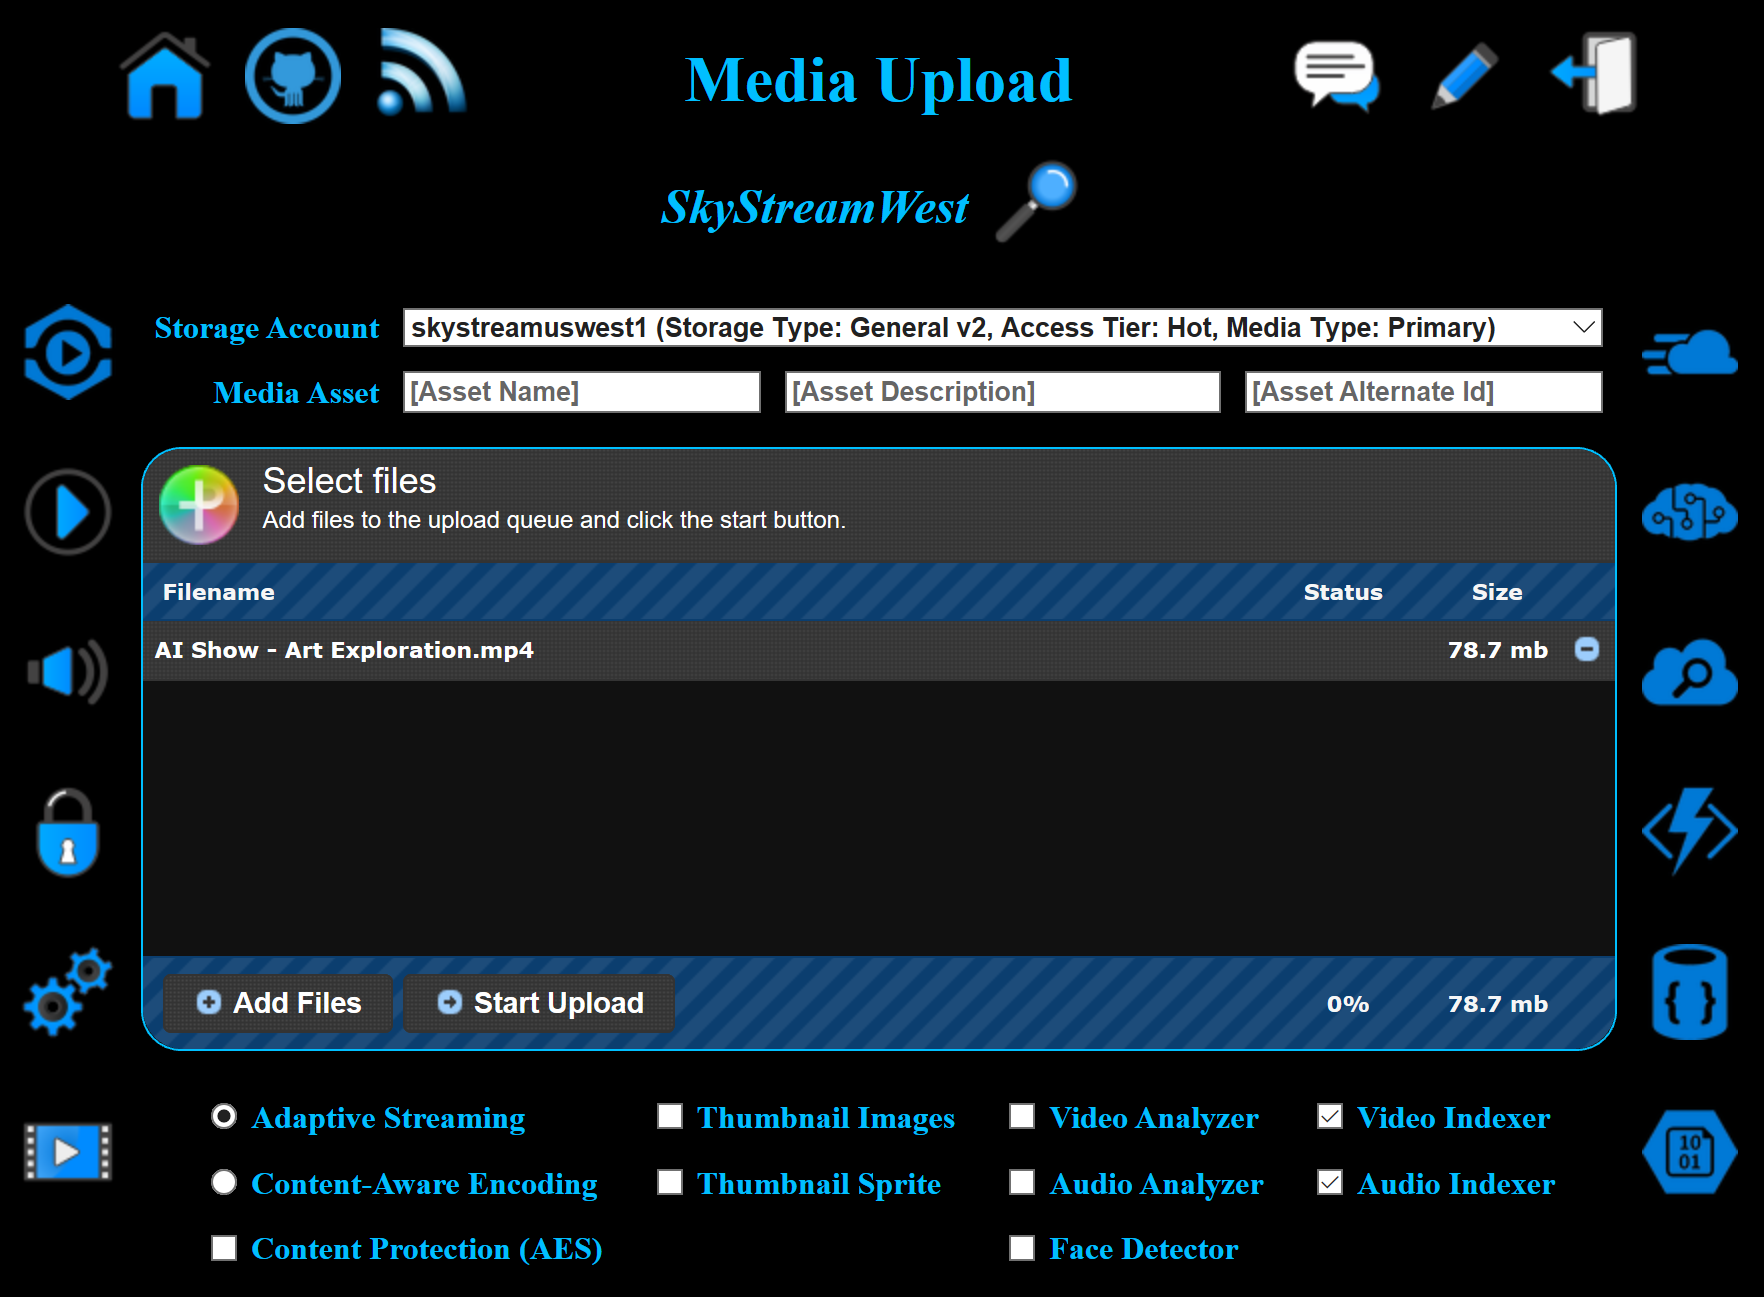 Media Upload
SkyStreamWest
Storage Account
skystreamuswest1 (Storage Type: General v2, Access Tier: Hot, Media Type: Primary)
Media Asset
[Asset Name]
[Asset Description]
[Asset Alternate Id]
Select files
Add files to the upload queue and click the start button.
Filename Status Size
AI Show - Art Exploration.mp4 78.7 mb
Add Files Start Upload 0% 78.7 mb
Adaptive Streaming Thumbnail Images Video Analyzer Video Indexer
Content-Aware Encoding Thumbnail Sprite Audio Analyzer Audio Indexer
Content Protection (AES) Face Detector
10
01